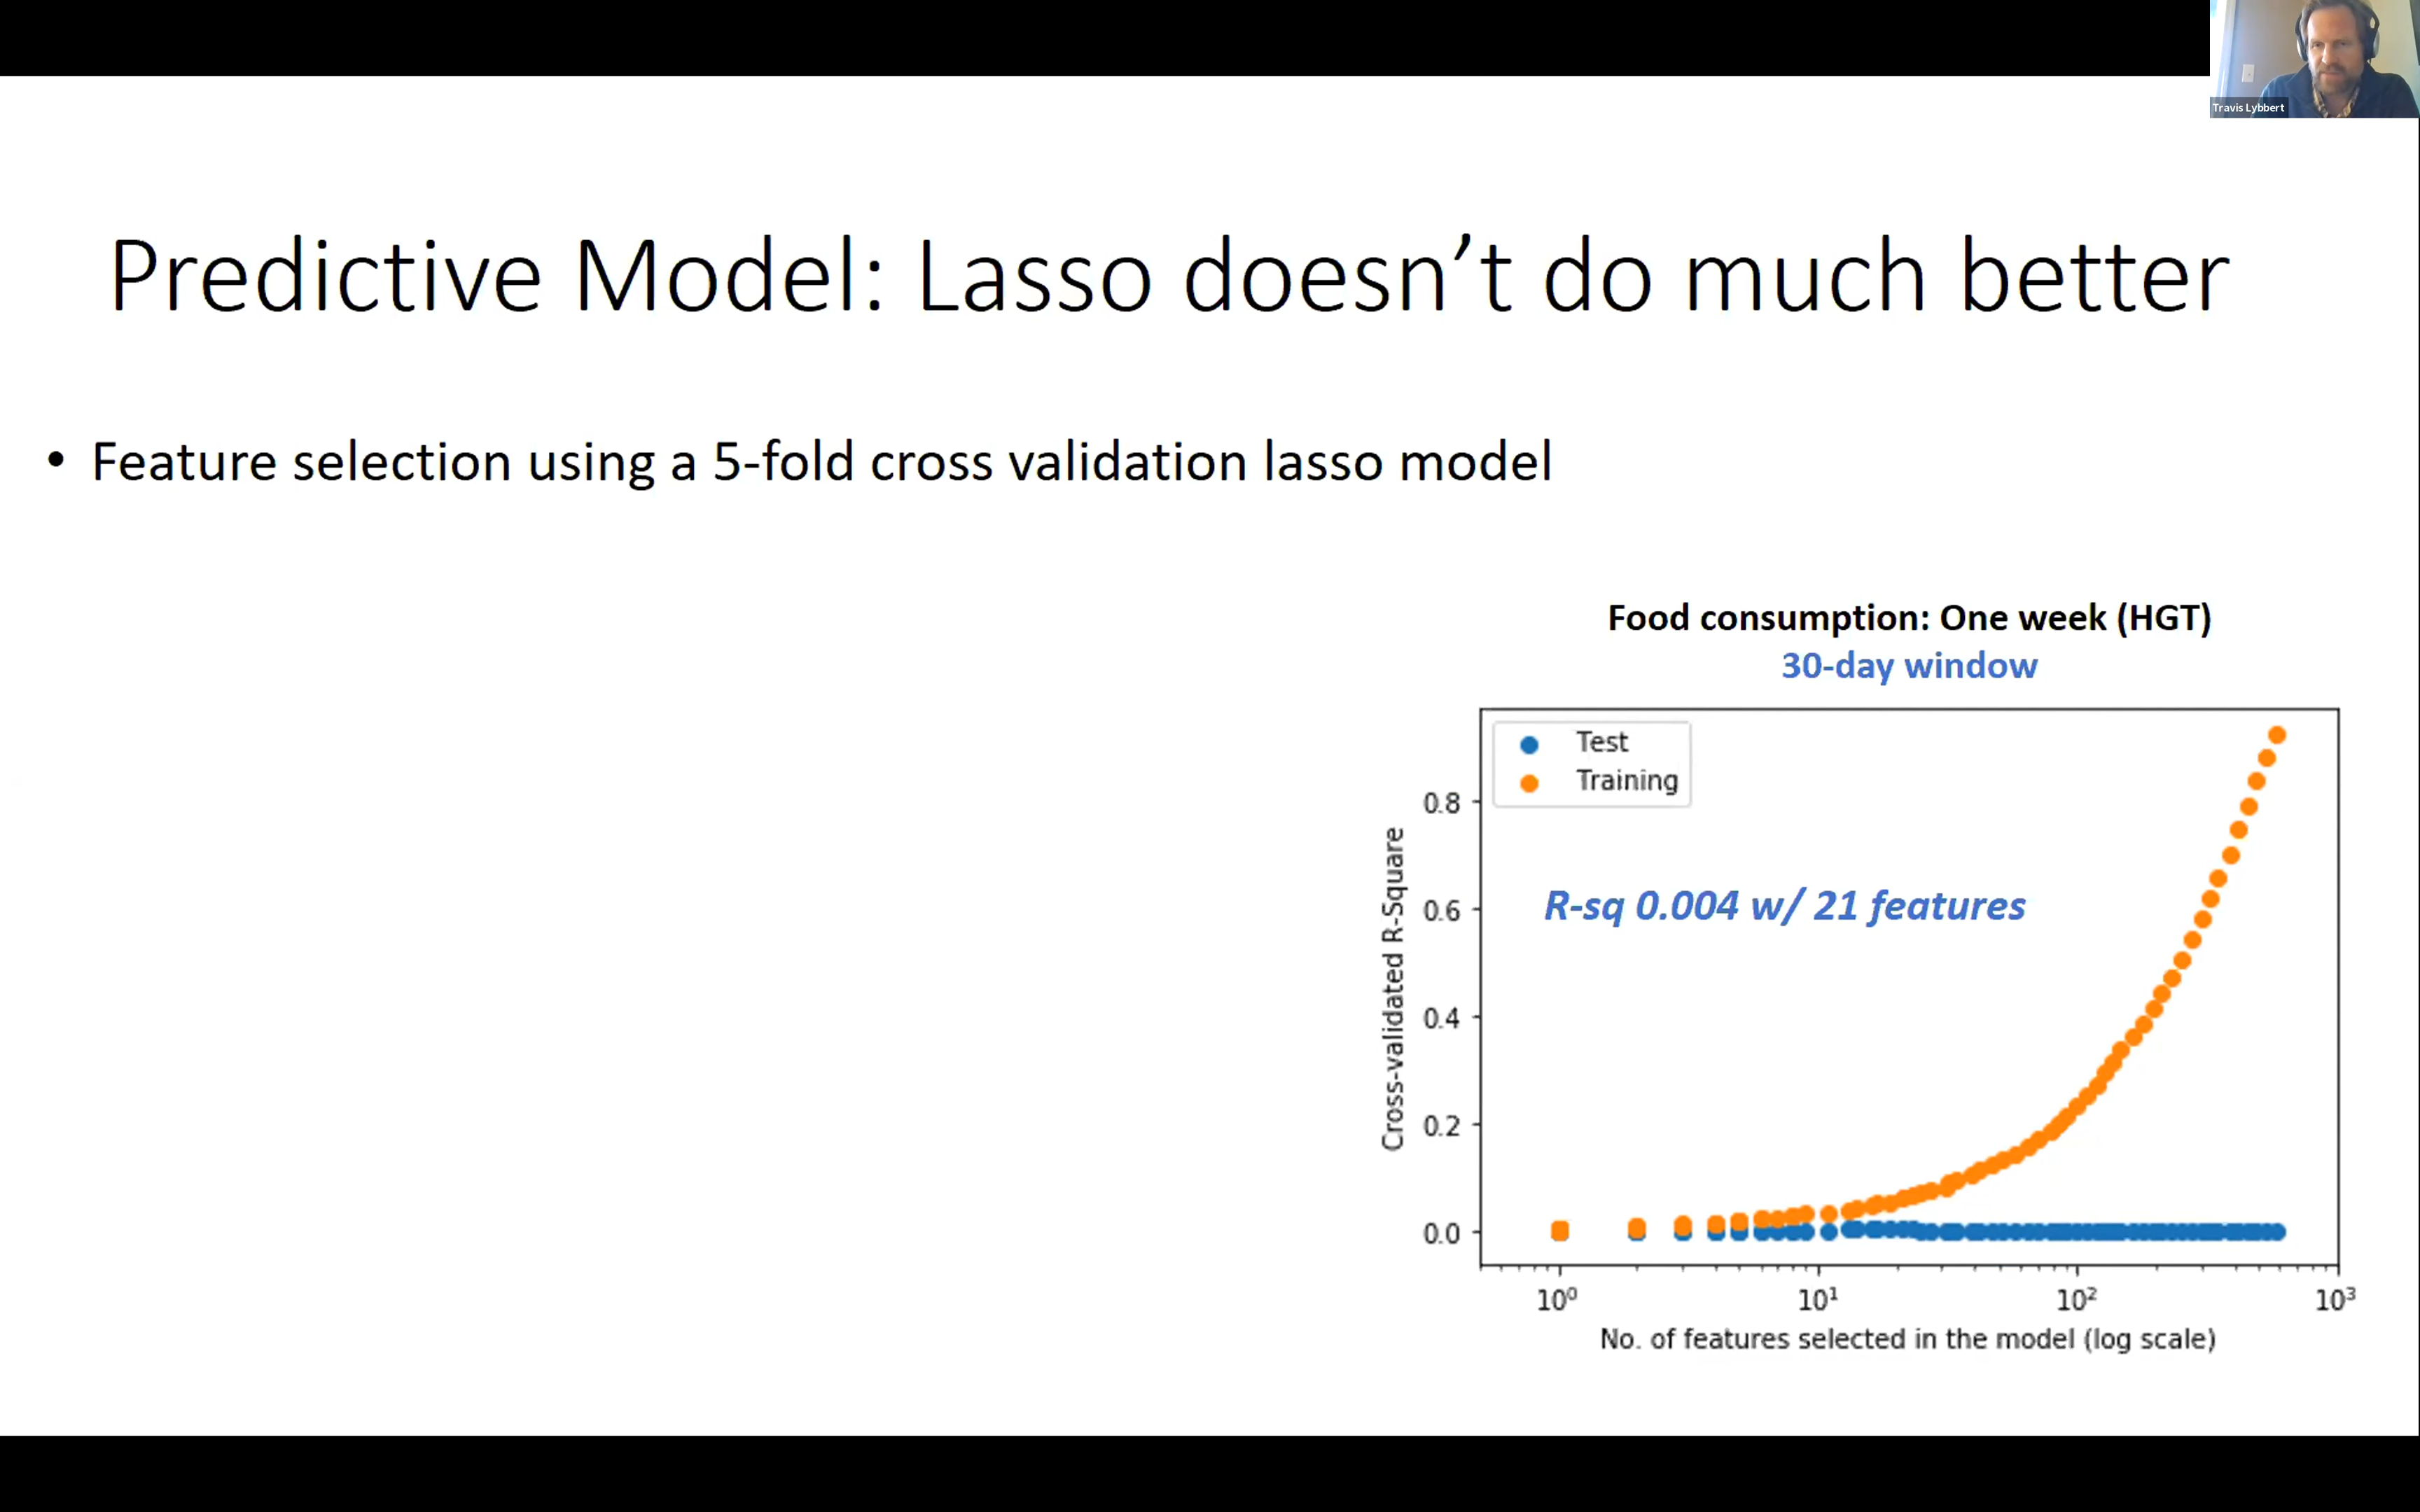 Travis Lybbert
Predictive Model: Lasso doesn’t do much better
• Feature selection using a 5-fold cross validation lasso model
Food consumption: One week (HGT)
30-day window
Test
Training
R-sq 0.004 w/ 21 features
Cross-validated R-Square
0.8
0.6
0.4
0.2
0.0
10⁰ 10¹ 10² 10³
No. of features selected in the model (log scale)